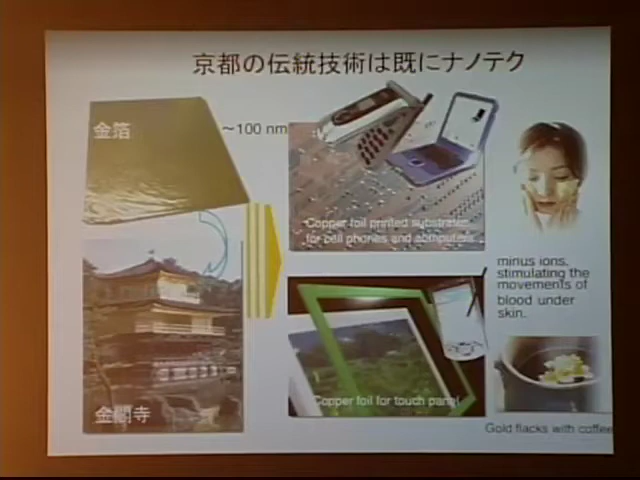 京都の伝統技術は既にナノテク
金箔
~100 nm
Copper foil printed substrates
for cell phones and computers
minus ions,
stimulating the
movements of
blood under
skin.
金閣寺
Copper foil for touch panel
Gold flacks with coffee